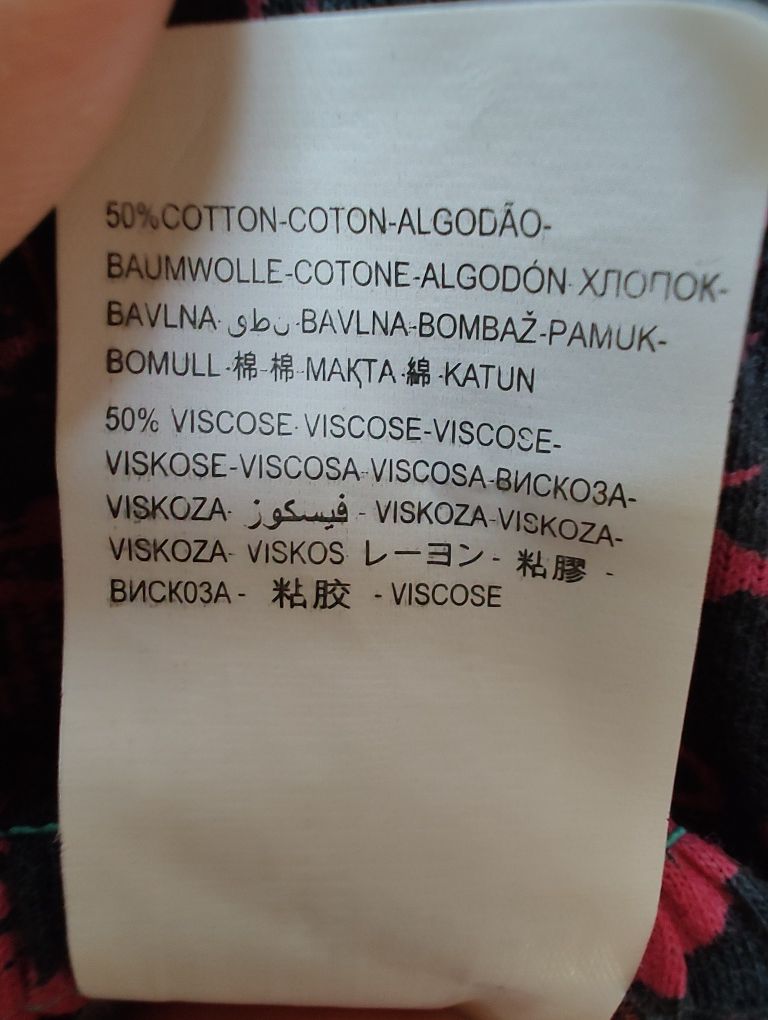 50%COTTON-COTON-ALGODÃO-
BAUMWOLLE-COTONE-ALGODÓN-ХЛОПОК-
BAVLNA-نطق-BAVLNA-BOMBAŽ-PAMUK-
BOMULL-棉-棉-МАҚТА-綿-KATUN
50% VISCOSE-VISCOSE-VISCOSE-
VISKOSE-VISCOSA-VISCOSA-ВИСКОЗА-
VISKOZA- فيسكوز - VISKOZA-VISKOZA-
VISKOZA- VISKOS レーヨン- 粘膠 -
ВИСКОЗА- 粘胶 - VISCOSE